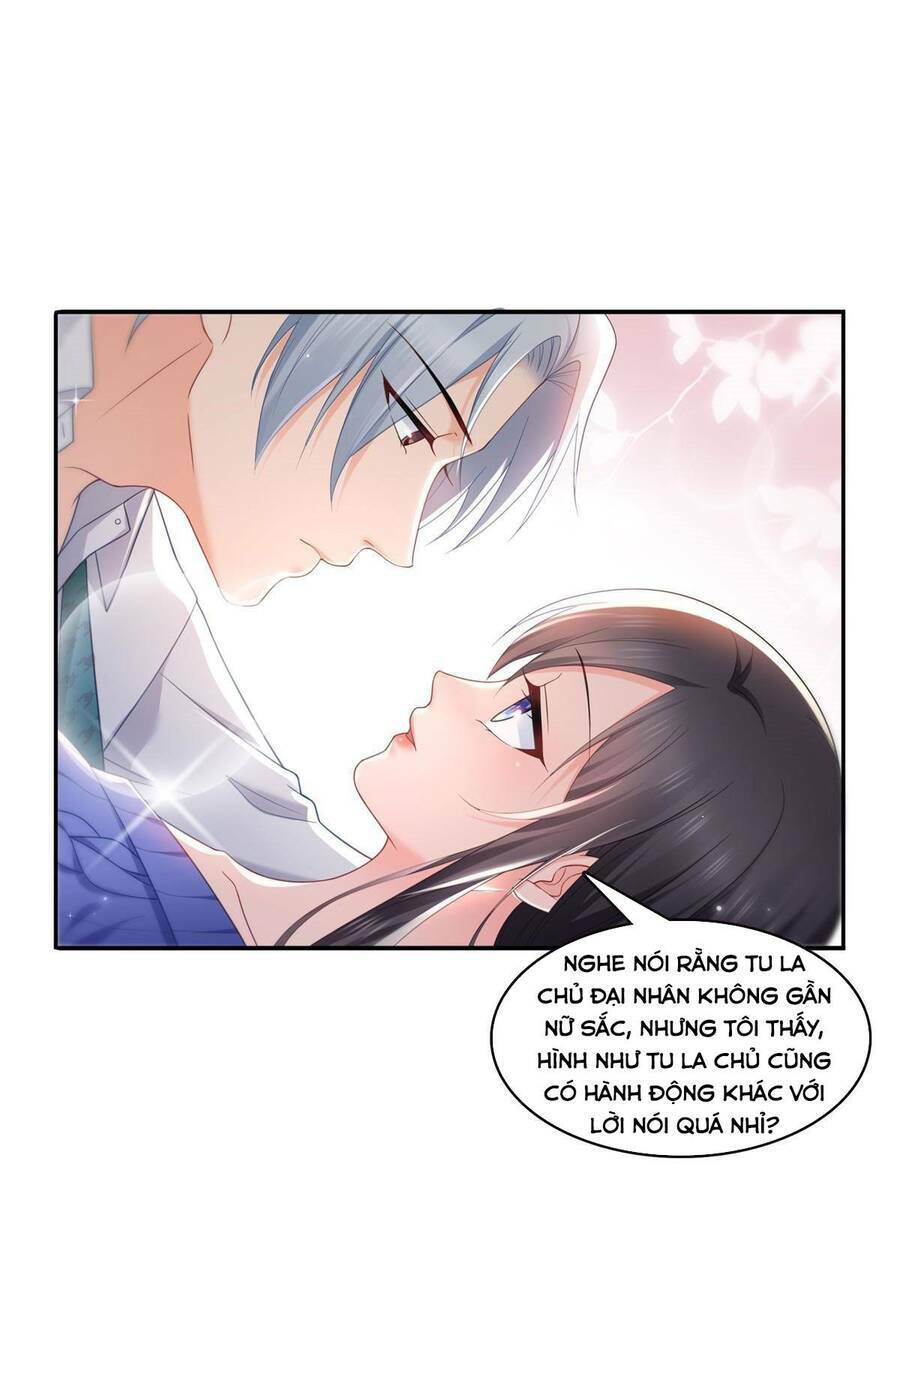 NGHE NÓI RẰNG TU LA
CHỦ ĐẠI NHÂN KHÔNG GẦN
NỮ SẮC, NHƯNG TÔI THẤY,
HÌNH NHƯ TU LA CHỦ CŨNG
CÓ HÀNH ĐỘNG KHÁC VỚI
LỜI NÓI QUÁ NHỈ?